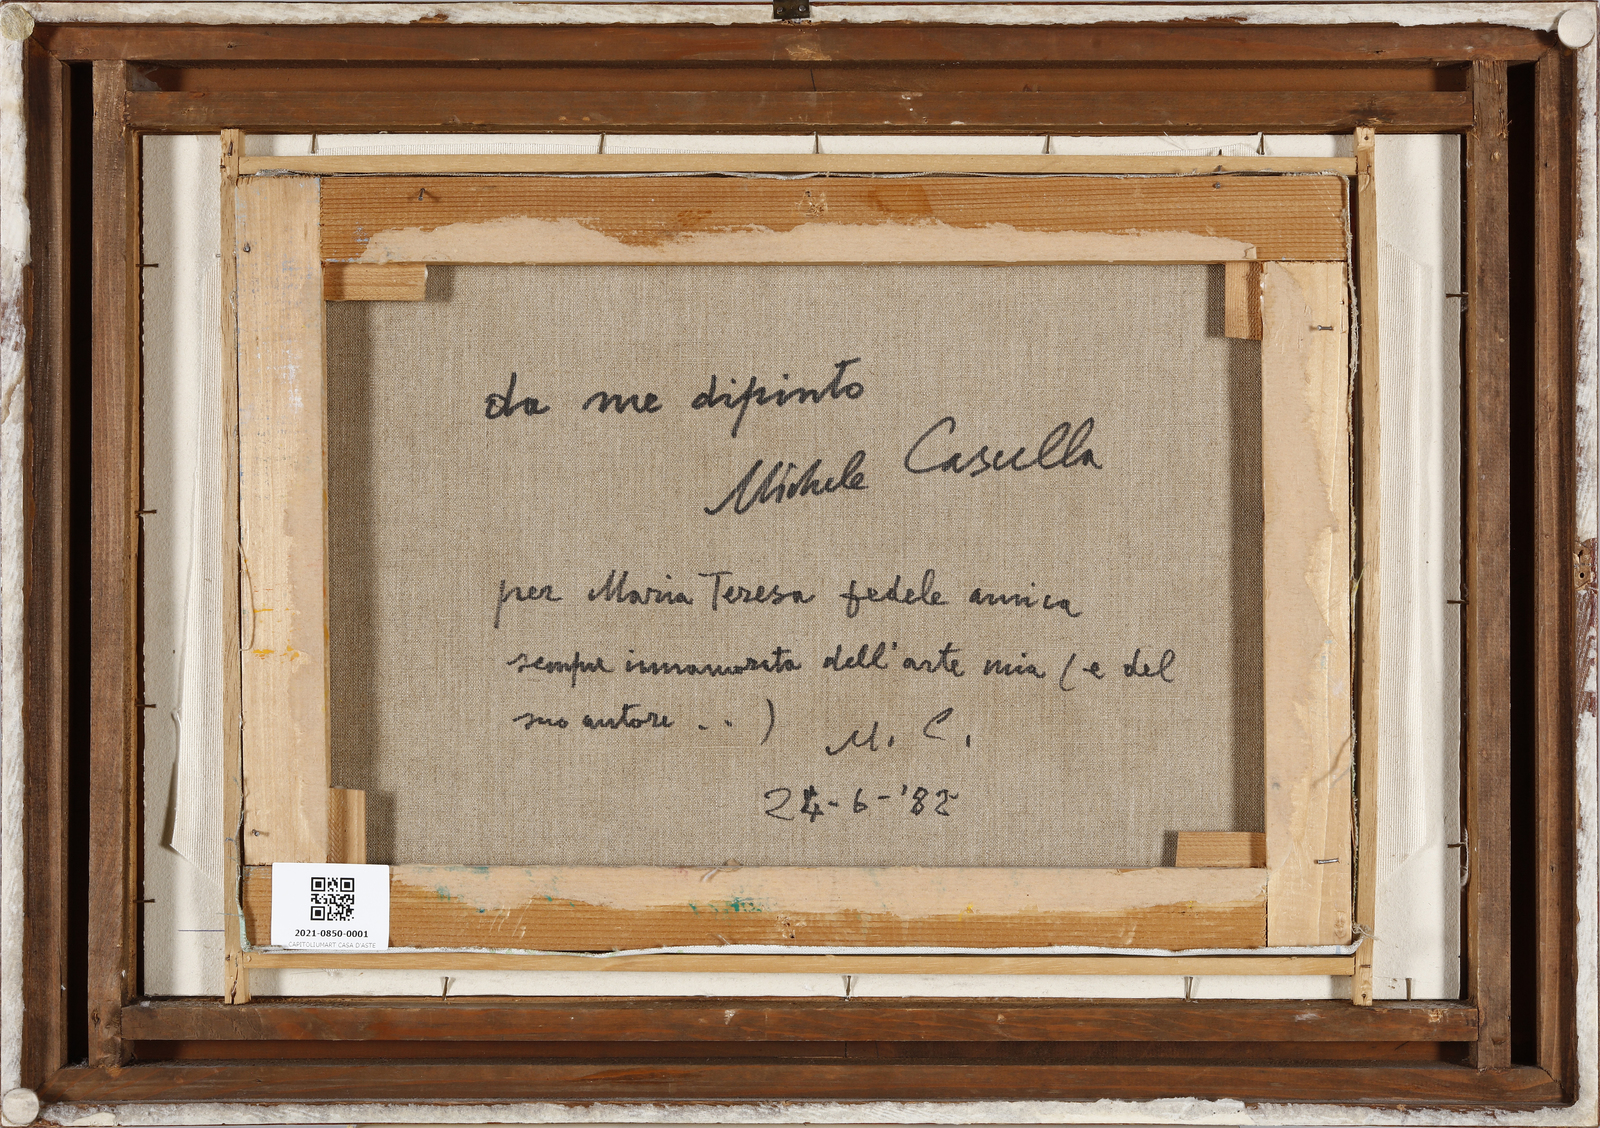 da me dipinto
Michele Cascella
per Maria Teresa fedele amica
sempre innamorata dell'arte mia (e del
suo autore . . )
M. C.
24-6-'82
2021-0850-0001
CAPITOLIUMART CASA D'ASTE